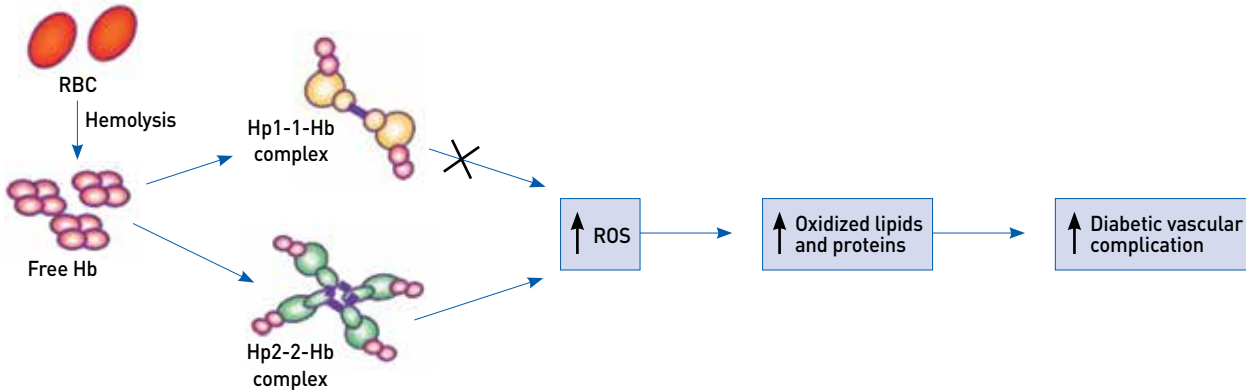 RBC
Hemolysis
Free Hb
Hp1-1-Hb
complex
Hp2-2-Hb
complex
ROS
Oxidized lipids
and proteins
Diabetic vascular
complication